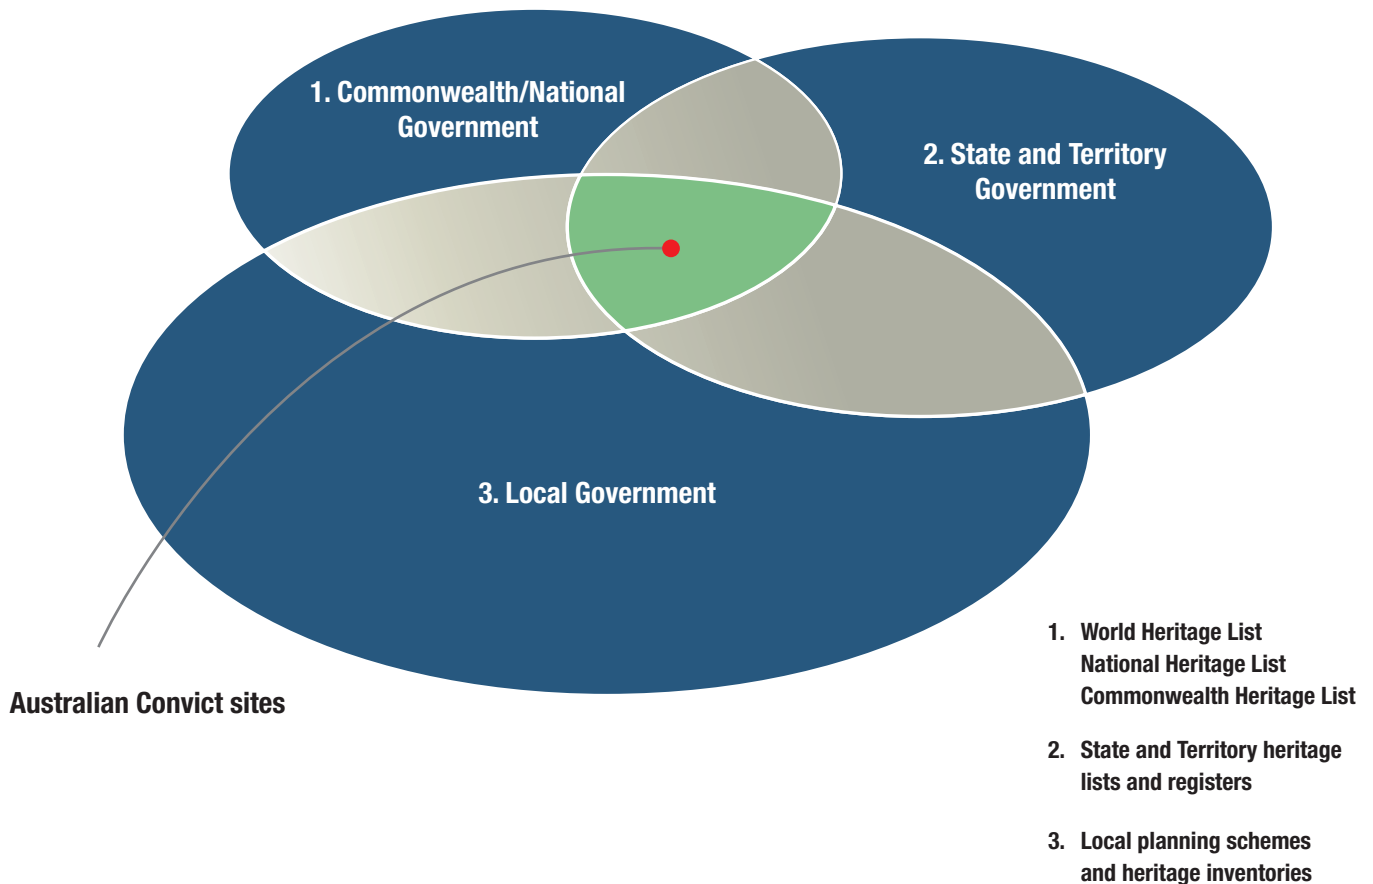 1. Commonwealth/National
Government
2. State and Territory
Government
3. Local Government
Australian Convict sites
1. World Heritage List
National Heritage List
Commonwealth Heritage List
2. State and Territory heritage
lists and registers
3. Local planning schemes
and heritage inventories